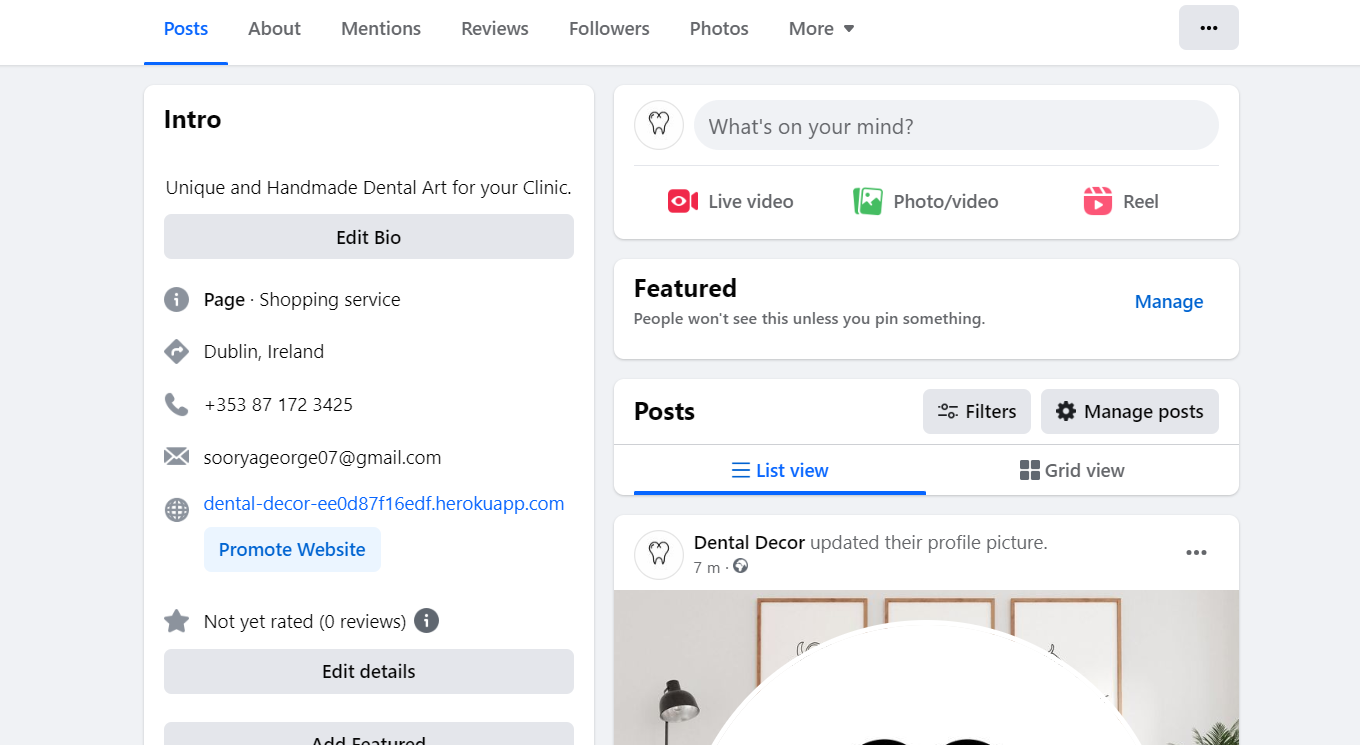 Posts About Mentions Reviews Followers Photos More
Intro
Unique and Handmade Dental Art for your Clinic.
Edit Bio
Page · Shopping service
Dublin, Ireland
+353 87 172 3425
sooryageorge07@gmail.com
dental-decor-ee0d87f16edf.herokuapp.com
Promote Website
Not yet rated (0 reviews)
Edit details
Add Featured
What's on your mind?
Live video Photo/video Reel
Featured
Manage
People won't see this unless you pin something.
Posts Filters Manage posts
List view Grid view
Dental Decor updated their profile picture.
7 m ·